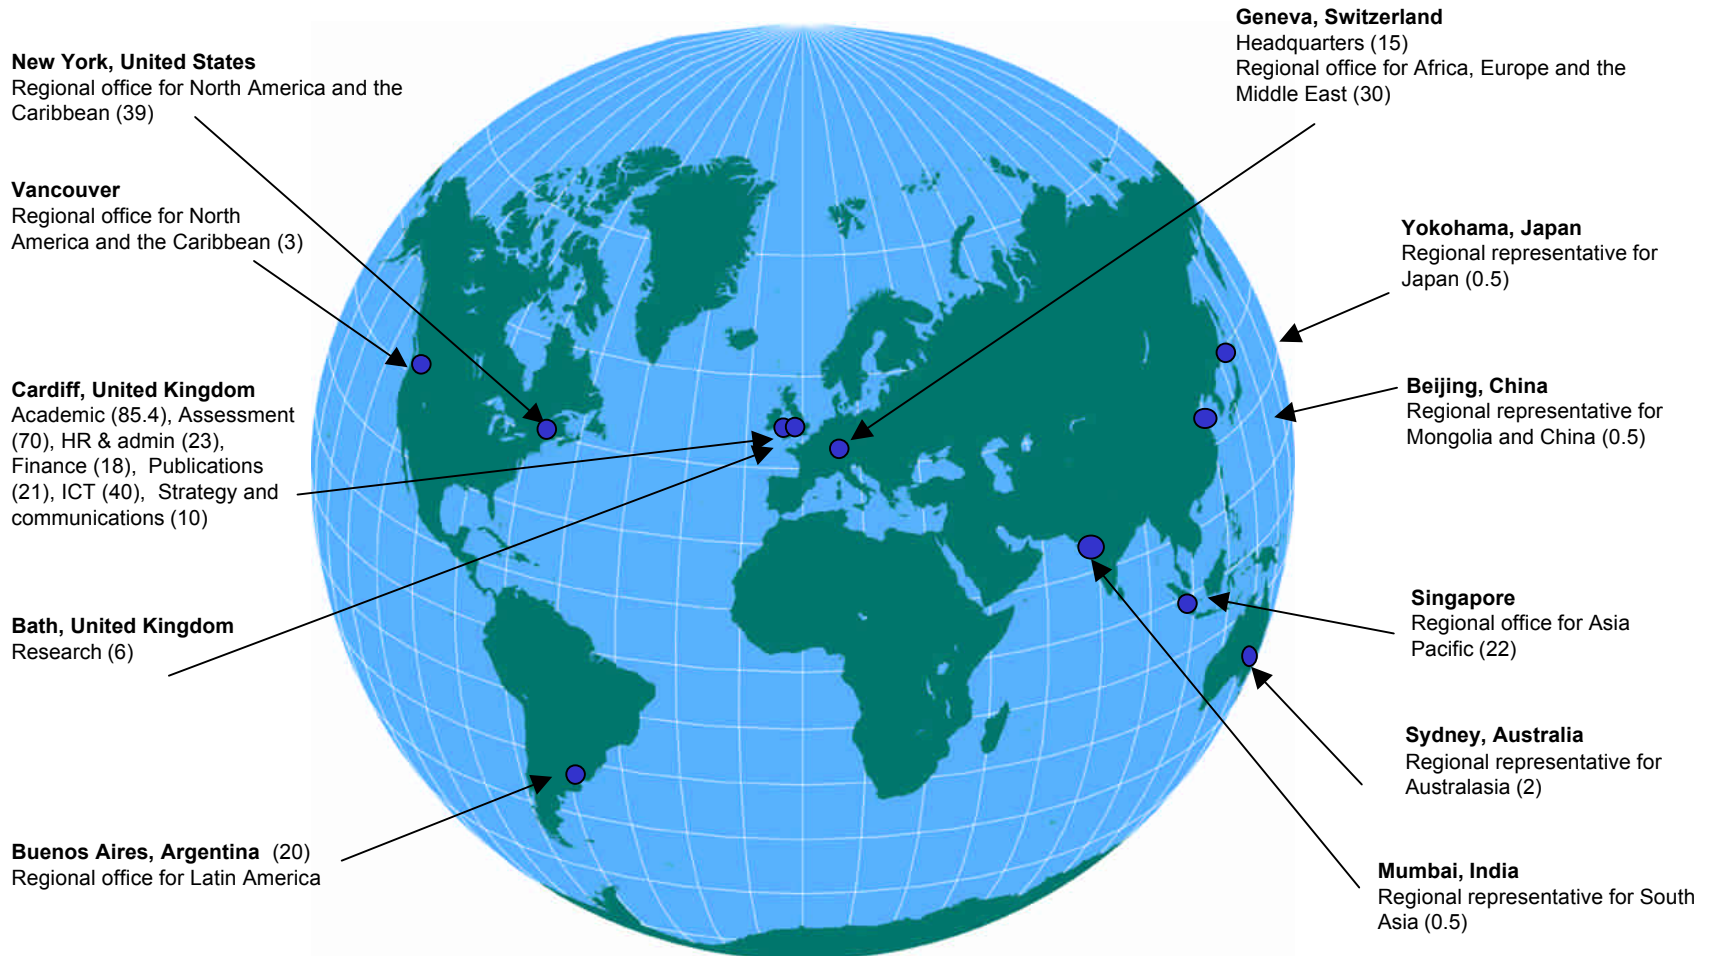 New York, United States
Regional office for North America and the
Caribbean (39)
Vancouver
Regional office for North
America and the Caribbean (3)
Cardiff, United Kingdom
Academic (85.4), Assessment
(70), HR & admin (23),
Finance (18), Publications
(21), ICT (40), Strategy and
communications (10)
Bath, United Kingdom
Research (6)
Buenos Aires, Argentina (20)
Regional office for Latin America
Geneva, Switzerland
Headquarters (15)
Regional office for Africa, Europe and the
Middle East (30)
Yokohama, Japan
Regional representative for
Japan (0.5)
Beijing, China
Regional representative for
Mongolia and China (0.5)
Singapore
Regional office for Asia
Pacific (22)
Sydney, Australia
Regional representative for
Australasia (2)
Mumbai, India
Regional representative for South
Asia (0.5)